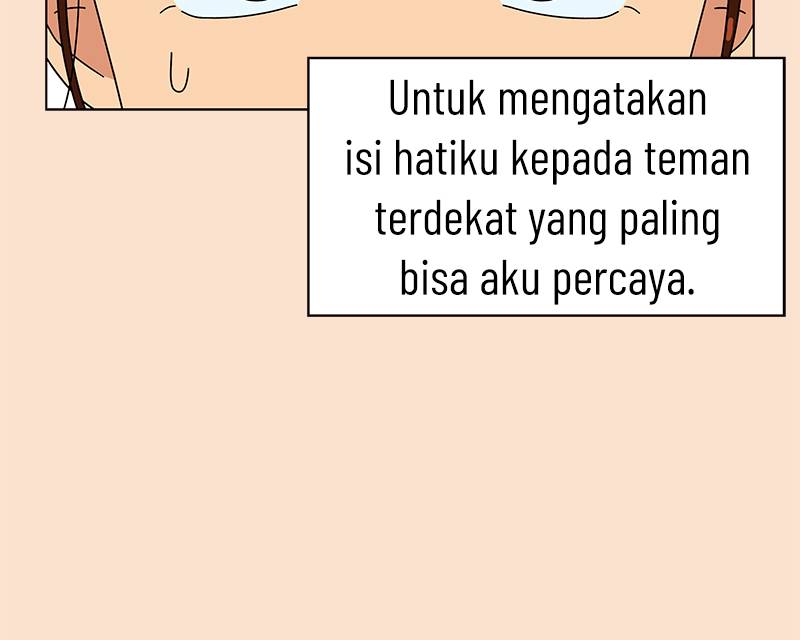 Untuk mengatakan
isi hatiku kepada teman
terdekat yang paling
bisa aku percaya.